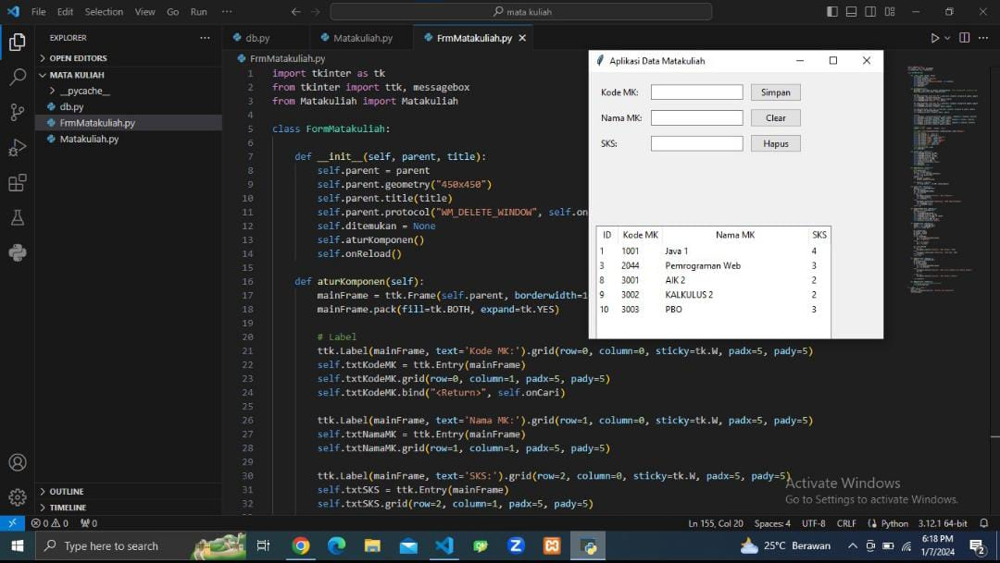 File Edit Selection View Go Run ··· mata kuliah
EXPLORER ···
OPEN EDITORS
MATA KULIAH
__pycache__
db.py
FrmMatakuliah.py
Matakuliah.py
OUTLINE
TIMELINE
db.py Matakuliah.py FrmMatakuliah.py
FrmMatakuliah.py
1 import tkinter as tk
2 from tkinter import ttk, messagebox
3 from Matakuliah import Matakuliah
4
5 class FormMatakuliah:
6
7 def __init__(self, parent, title):
8 self.parent = parent
9 self.parent.geometry("450x450")
10 self.parent.title(title)
11 self.parent.protocol("WM_DELETE_WINDOW", self.on
12 self.ditemukan = None
13 self.aturKomponen()
14 self.onReload()
15
16 def aturKomponen(self):
17 mainFrame = ttk.Frame(self.parent, borderwidth=1
18 mainFrame.pack(fill=tk.BOTH, expand=tk.YES)
19
20 # Label
21 ttk.Label(mainFrame, text='Kode MK:').grid(row=0, column=0, sticky=tk.W, padx=5, pady=5)
22 self.txtKodeMK = ttk.Entry(mainFrame)
23 self.txtKodeMK.grid(row=0, column=1, padx=5, pady=5)
24 self.txtKodeMK.bind("<Return>", self.onCari)
25
26 ttk.Label(mainFrame, text='Nama MK:').grid(row=1, column=0, sticky=tk.W, padx=5, pady=5)
27 self.txtNamaMK = ttk.Entry(mainFrame)
28 self.txtNamaMK.grid(row=1, column=1, padx=5, pady=5)
29
30 ttk.Label(mainFrame, text='SKS:').grid(row=2, column=0, sticky=tk.W, padx=5, pady=5)
31 self.txtSKS = ttk.Entry(mainFrame)
32 self.txtSKS.grid(row=2, column=1, padx=5, pady=5)
Aplikasi Data Matakuliah
Kode MK: Simpan
Nama MK: Clear
SKS: Hapus
ID Kode MK Nama MK SKS
1 1001 Java 1 4
3 2044 Pemrograman Web 3
8 3001 AIK 2 2
9 3002 KALKULUS 2 2
10 3003 PBO 3
Activate Windows
Go to Settings to activate Windows.
0 0 0 Ln 155, Col 20 Spaces: 4 UTF-8 CRLF Python 3.12.1 64-bit
Type here to search 25°C Berawan 6:18 PM
1/7/2024 2